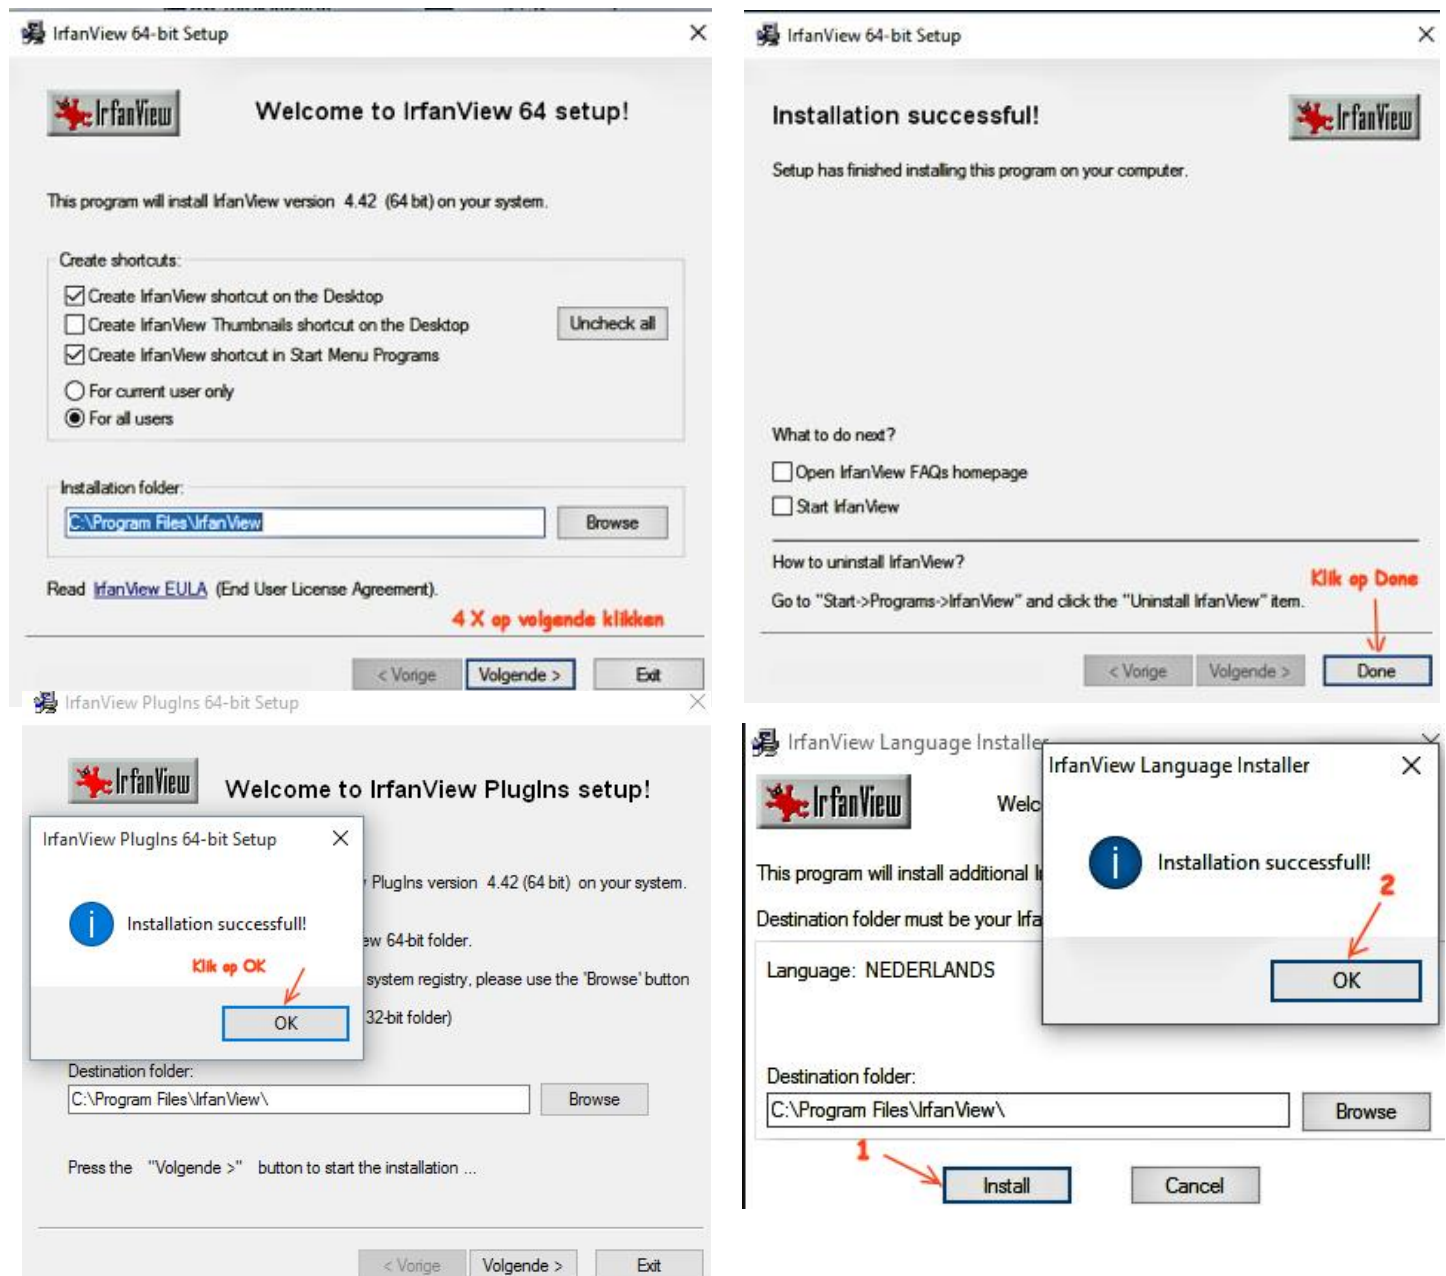 IrfanView 64-bit Setup
IrfanView
Welcome to IrfanView 64 setup!
This program will install IrfanView version 4.42 (64 bit) on your system.
Create shortcuts:
Create IrfanView shortcut on the Desktop
Create IrfanView Thumbnails shortcut on the Desktop
Uncheck all
Create IrfanView shortcut in Start Menu Programs
For current user only
For all users
Installation folder:
C:\Program Files\IrfanView
Browse
Read IrfanView EULA (End User License Agreement).
4 X op volgende klikken
< Vorige
Volgende >
Exit
IrfanView 64-bit Setup
Installation successful!
IrfanView
Setup has finished installing this program on your computer.
What to do next?
Open IrfanView FAQs homepage
Start IrfanView
How to uninstall IrfanView?
Klik op Done
Go to "Start->Programs->IrfanView" and click the "Uninstall IrfanView" item.
< Vorige
Volgende >
Done
IrfanView PlugIns 64-bit Setup
IrfanView
Welcome to IrfanView PlugIns setup!
IrfanView PlugIns 64-bit Setup
PlugIns version 4.42 (64 bit) on your system.
Installation successfull!
ew 64-bit folder.
Klik op OK
system registry, please use the 'Browse' button
OK
32-bit folder)
Destination folder:
C:\Program Files\IrfanView\
Browse
Press the "Volgende >" button to start the installation ...
< Vorige
Volgende >
Exit
IrfanView Language Installe
IrfanView Language Installer
IrfanView
Welc
Installation successfull!
This program will install additional I
2
Destination folder must be your Irfa
Language: NEDERLANDS
OK
Destination folder:
C:\Program Files\IrfanView\
Browse
1
Install
Cancel